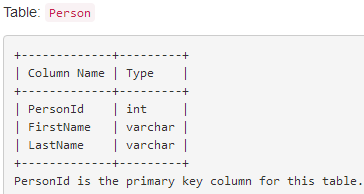 Table: Person
+-------------+---------+
| Column Name | Type    |
+-------------+---------+
| PersonId    | int     |
| FirstName   | varchar |
| LastName    | varchar |
+-------------+---------+
PersonId is the primary key column for this table.